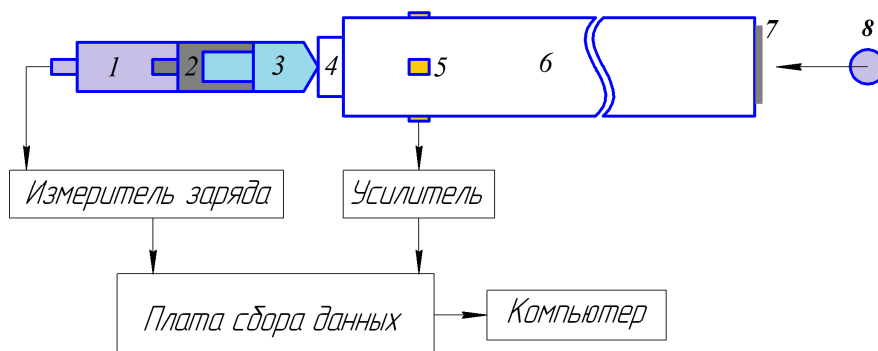 1 2 3 4 5 6 7 8
Измеритель заряда
Усилитель
Плата сбора данных
Компьютер